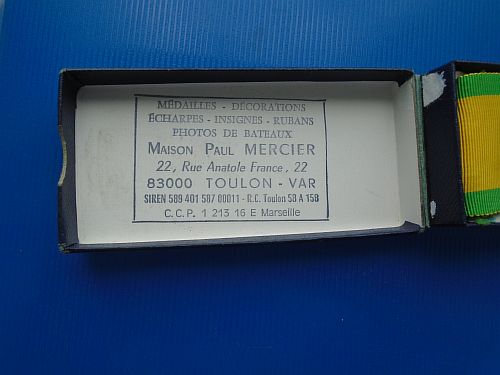 MÉDAILLES - DÉCORATIONS
ÉCHARPES - INSIGNES - RUBANS
PHOTOS DE BATEAUX
MAISON PAUL MERCIER
22, Rue Anatole France, 22
83000 TOULON - VAR
SIREN 589 401 587 00011 - R.C. Toulon 58 A 158
C.C.P. 1 213 16 E Marseille